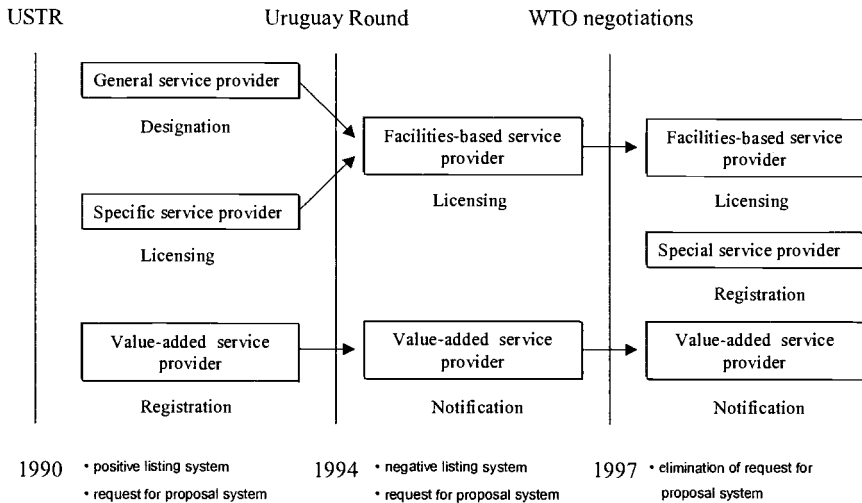 USTR
Uruguay Round
WTO negotiations
General service provider
Designation
Specific service provider
Licensing
Value-added service
provider
Registration
Facilities-based service
provider
Licensing
Value-added service
provider
Notification
Facilities-based service
provider
Licensing
Special service provider
Registration
Value-added service
provider
Notification
1990
• positive listing system
• request for proposal system
1994
• negative listing system
• request for proposal system
1997
• elimination of request for
proposal system